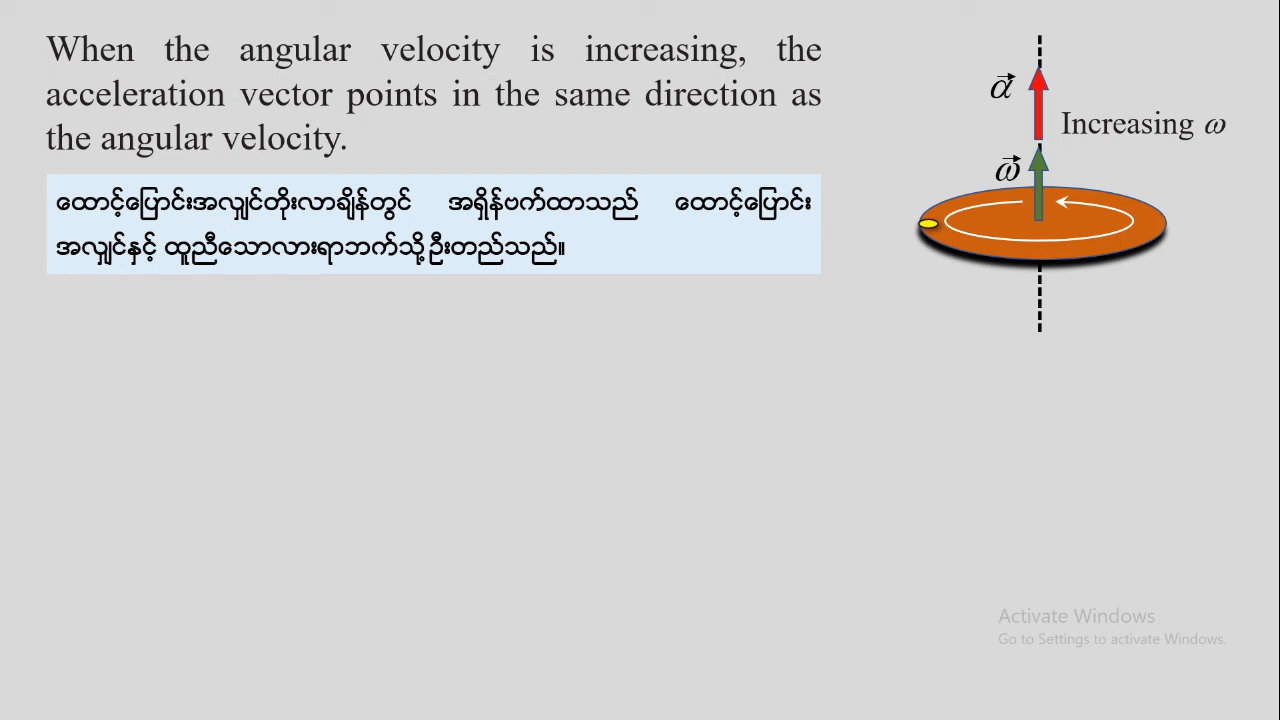 When the angular velocity is increasing, the
acceleration vector points in the same direction as
the angular velocity.
ထောင့်ပြောင်းအလျှင်တိုးလာချိန်တွင် အရှိန်ဗက်ထာသည် ထောင့်ပြောင်း
အလျှင်နှင့် ထူညီသောလားရာဘက်သို့ ဦးတည်သည်။
α⃗
Increasing ω
ω⃗
Activate Windows
Go to Settings to activate Windows.